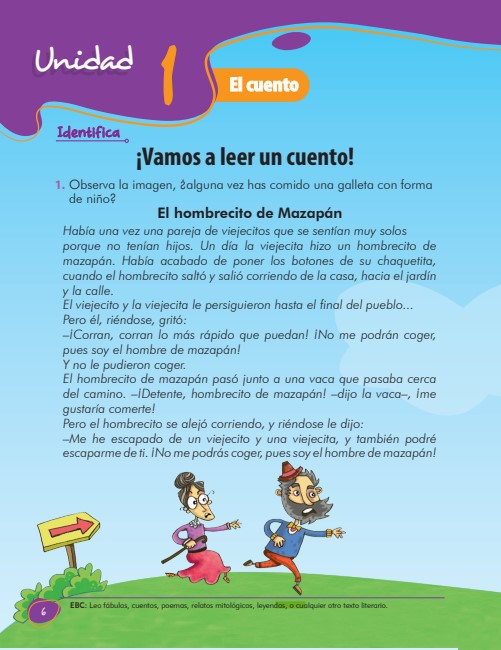 Unidad 1
El cuento
Identifica
¡Vamos a leer un cuento!
1. Observa la imagen, ¿alguna vez has comido una galleta con forma
de niño?
El hombrecito de Mazapán
Había una vez una pareja de viejecitos que se sentían muy solos
porque no tenían hijos. Un día la viejecita hizo un hombrecito de
mazapán. Había acabado de poner los botones de su chaquetita,
cuando el hombrecito saltó y salió corriendo de la casa, hacia el jardín
y la calle.
El viejecito y la viejecita le persiguieron hasta el final del pueblo...
Pero él, riéndose, gritó:
–¡Corran, corran lo más rápido que puedan! ¡No me podrán coger,
pues soy el hombre de mazapán!
Y no le pudieron coger.
El hombrecito de mazapán pasó junto a una vaca que pasaba cerca
del camino. –¡Detente, hombrecito de mazapán! –dijo la vaca–, ¡me
gustaría comerte!
Pero el hombrecito se alejó corriendo, y riéndose le dijo:
–Me he escapado de un viejecito y una viejecita, y también podré
escaparme de ti. ¡No me podrás coger, pues soy el hombre de mazapán!
6
EBC: Leo fábulas, cuentos, poemas, relatos mitológicos, leyendas, o cualquier otro texto literario.